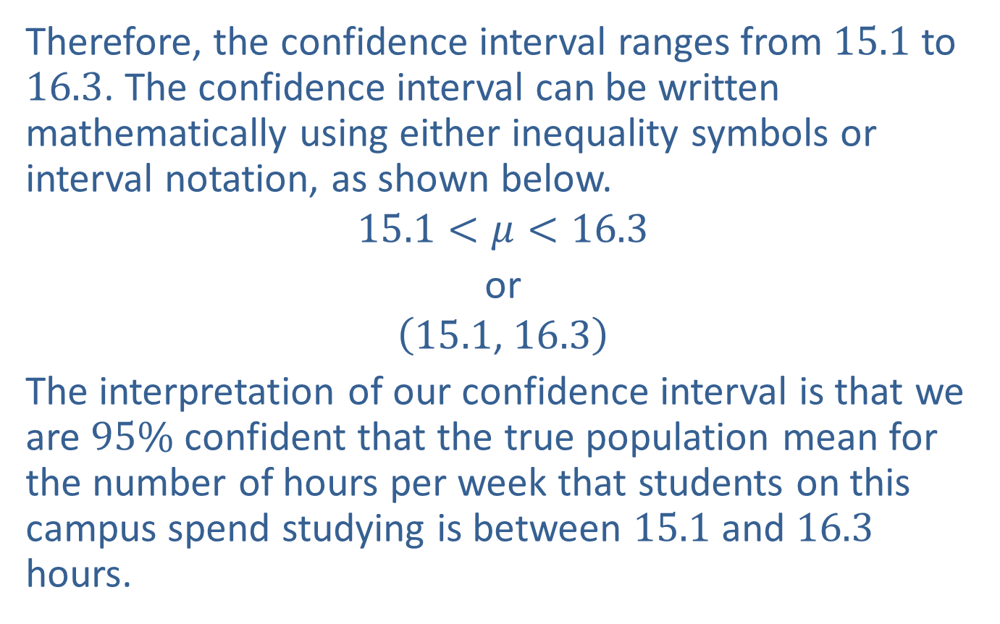 Therefore, the confidence interval ranges from 15.1 to
16.3. The confidence interval can be written
mathematically using either inequality symbols or
interval notation, as shown below.
15.1 < μ < 16.3
or
(15.1, 16.3)
The interpretation of our confidence interval is that we
are 95% confident that the true population mean for
the number of hours per week that students on this
campus spend studying is between 15.1 and 16.3
hours.